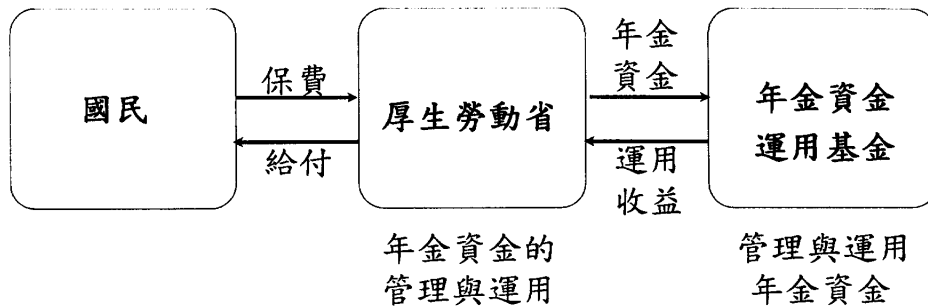 國民
保費
給付
厚生勞動省
年金
資金
運用
收益
年金資金
運用基金
年金資金的
管理與運用
管理與運用
年金資金